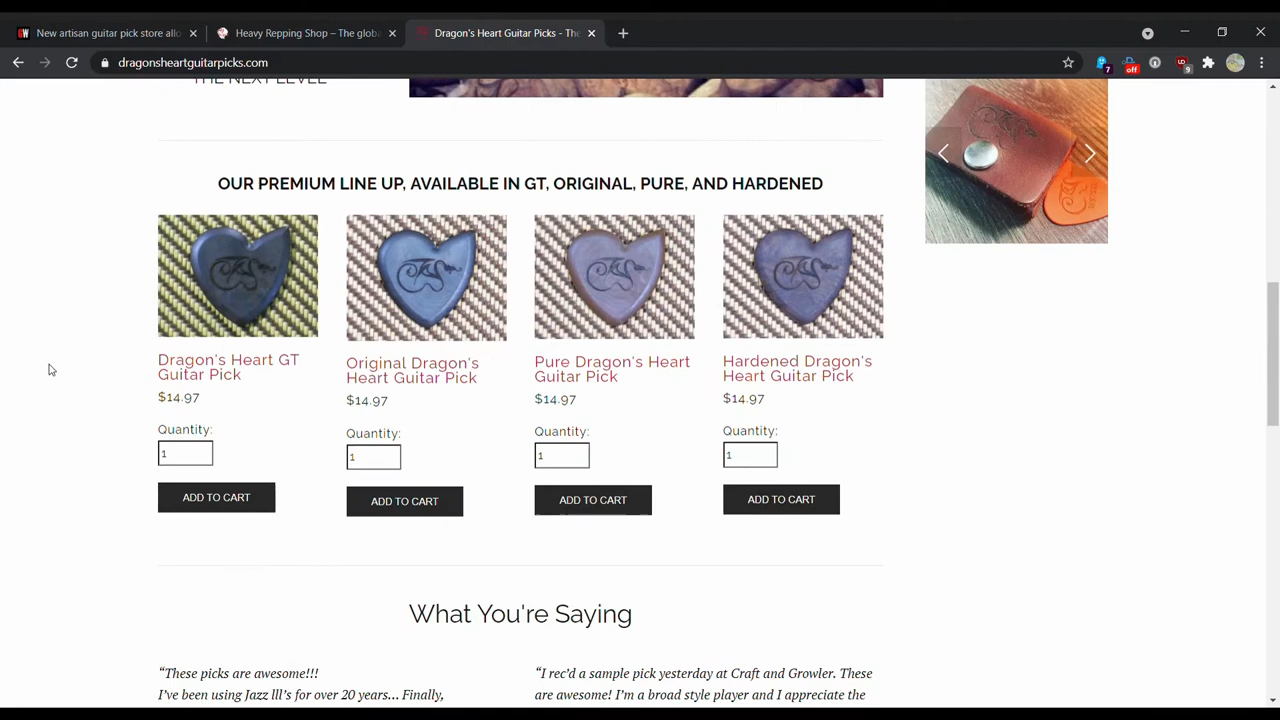 New artisan guitar pick store allo
Heavy Repping Shop – The globa
Dragon's Heart Guitar Picks - The
dragonsheartguitarpicks.com
7
off
9
THE NEXT LEVEL
OUR PREMIUM LINE UP, AVAILABLE IN GT, ORIGINAL, PURE, AND HARDENED
Dragon's Heart GT
Guitar Pick
$14.97
Quantity:
1
ADD TO CART
Original Dragon's
Heart Guitar Pick
$14.97
Quantity:
1
ADD TO CART
Pure Dragon's Heart
Guitar Pick
$14.97
Quantity:
1
ADD TO CART
Hardened Dragon's
Heart Guitar Pick
$14.97
Quantity:
1
ADD TO CART
What You're Saying
“These picks are awesome!!!
I’ve been using Jazz lll’s for over 20 years... Finally,
“I rec’d a sample pick yesterday at Craft and Growler. These
are awesome! I’m a broad style player and I appreciate the